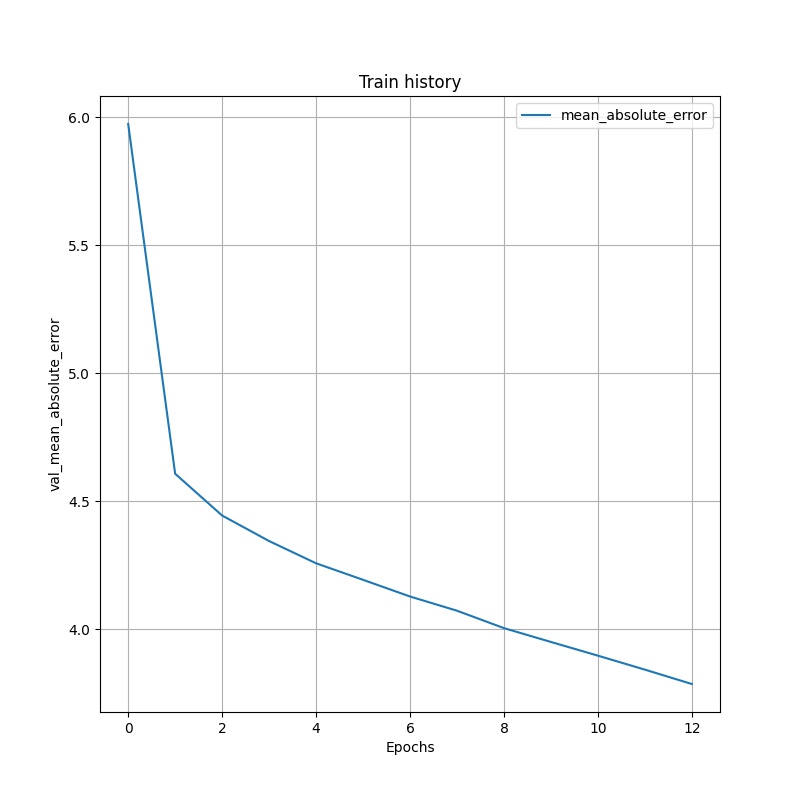 Train history
mean_absolute_error
6.0
5.5
5.0
4.5
4.0
val_mean_absolute_error
0 2 4 6 8 10 12
Epochs